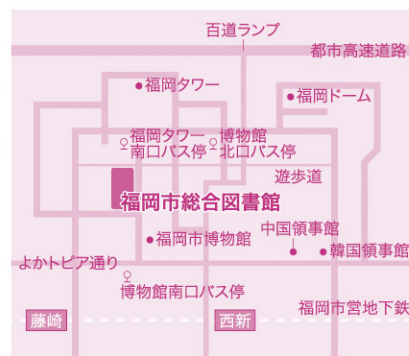 百道ランプ
都市高速道路
福岡タワー
福岡ドーム
福岡タワー
南口バス停
博物館
北口バス停
遊歩道
福岡市総合図書館
中国領事館
福岡市博物館
韓国領事館
よかトピア通り
博物館南口バス停
福岡市営地下鉄
藤崎
西新